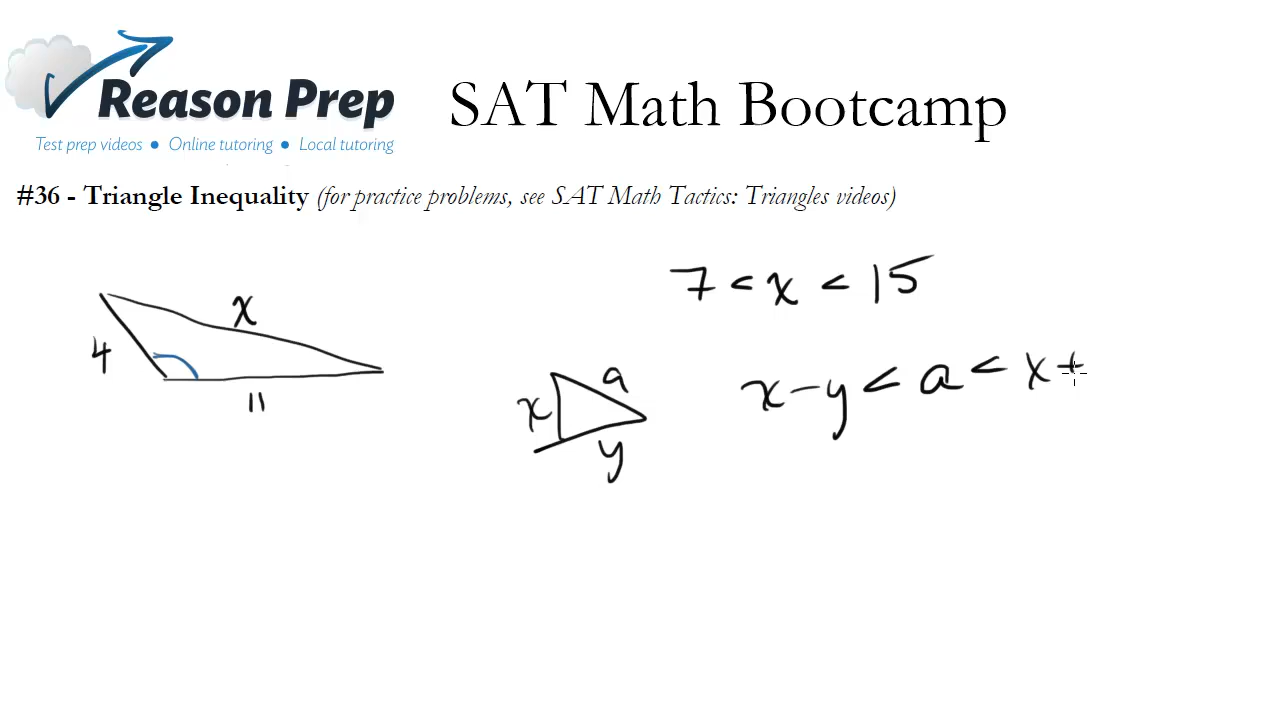 Reason Prep
SAT Math Bootcamp
Test prep videos ● Online tutoring ● Local tutoring
#36 - Triangle Inequality (for practice problems, see SAT Math Tactics: Triangles videos)
7 < x < 15
x
4
11
a
x
y
x - y < a < x +